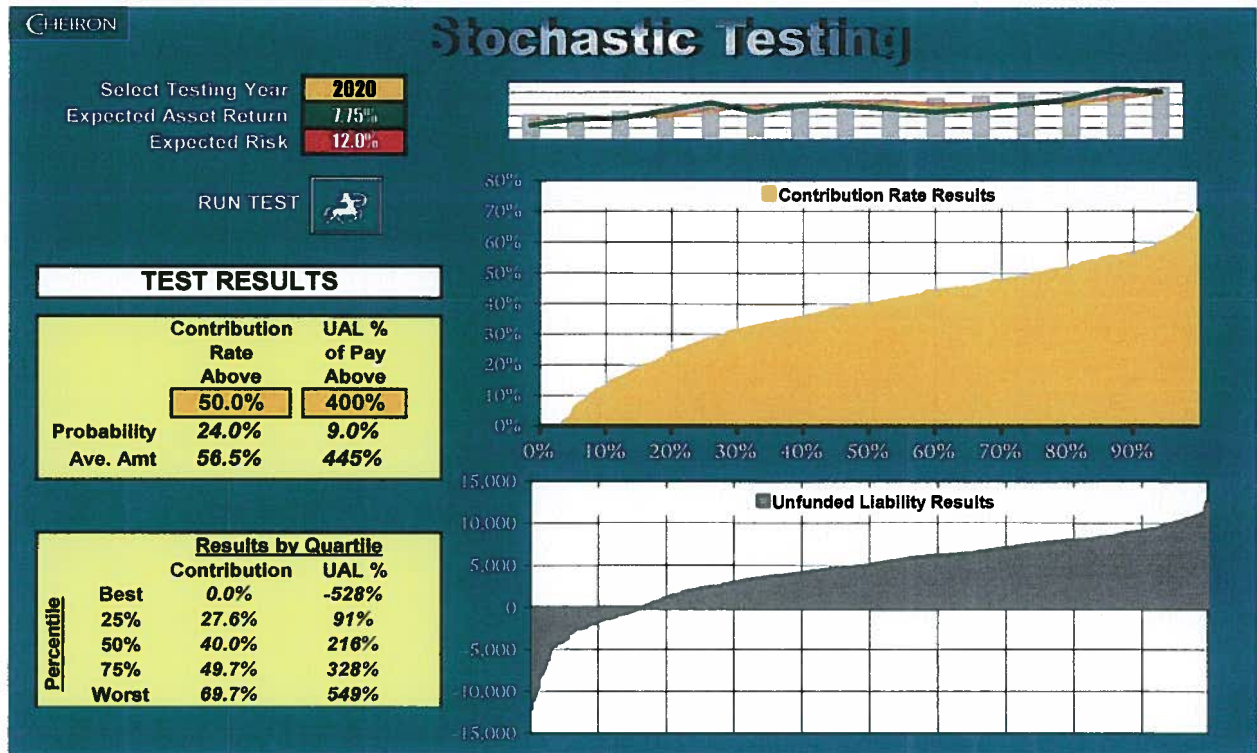 CHEIRON
Stochastic Testing
Select Testing Year 2020
Expected Asset Return 7.75%
Expected Risk 12.0%
RUN TEST
TEST RESULTS
Contribution UAL %
Rate of Pay
Above Above
50.0% 400%
Probability 24.0% 9.0%
Ave. Amt 56.5% 445%
Results by Quartile
Contribution UAL %
Percentile
Best 0.0% -528%
25% 27.6% 91%
50% 40.0% 216%
75% 49.7% 328%
Worst 69.7% 549%
Contribution Rate Results
80%
70%
60%
50%
40%
30%
20%
10%
0%
0% 10% 20% 30% 40% 50% 60% 70% 80% 90%
Unfunded Liability Results
15,000
10,000
5,000
0
-5,000
-10,000
-15,000